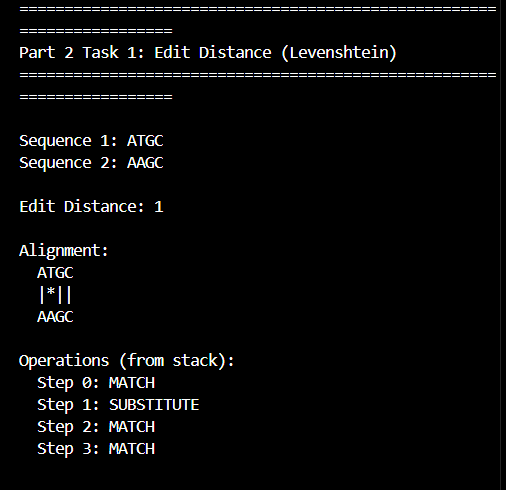 ======================================================
=================
Part 2 Task 1: Edit Distance (Levenshtein)
======================================================
=================
Sequence 1: ATGC
Sequence 2: AAGC
Edit Distance: 1
Alignment:
ATGC
|*||
AAGC
Operations (from stack):
Step 0: MATCH
Step 1: SUBSTITUTE
Step 2: MATCH
Step 3: MATCH